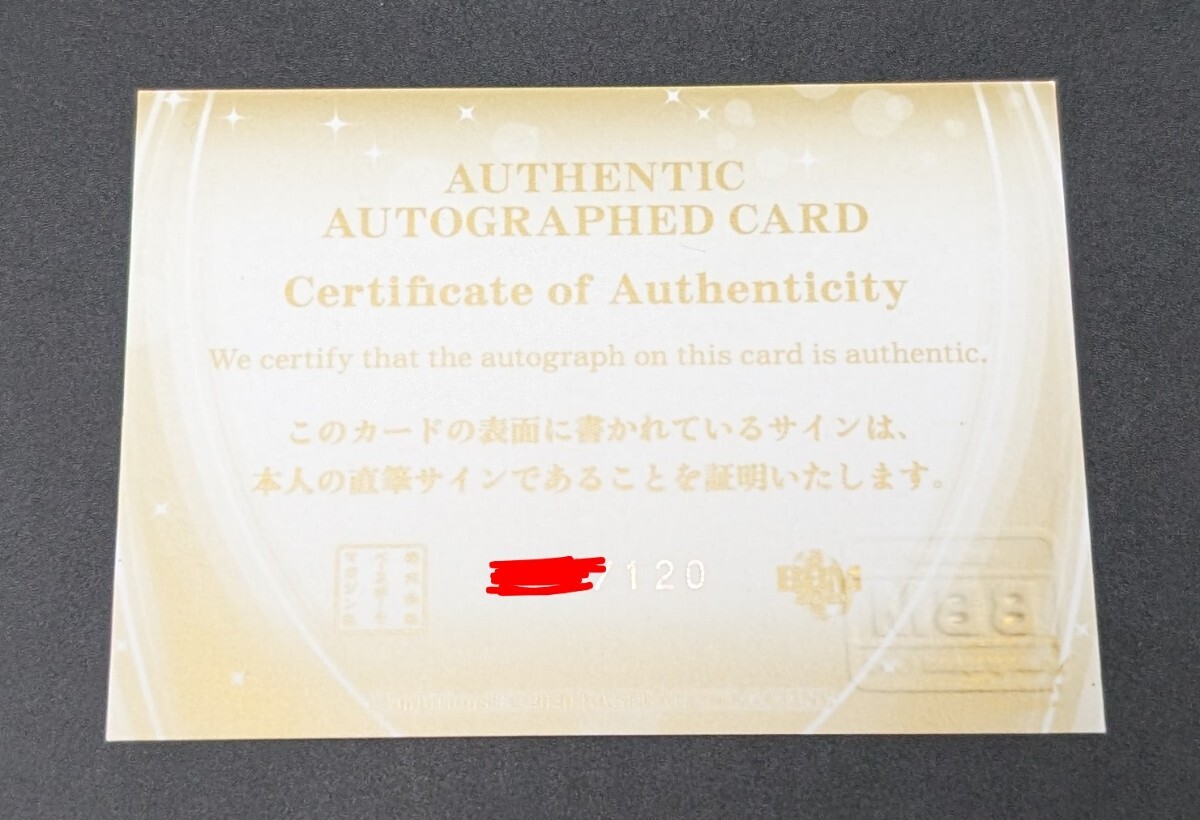 AUTHENTIC
AUTOGRAPHED CARD
Certificate of Authenticity
We certify that the autograph on this card is authentic.
このカードの表面に書かれているサインは、
本人の直筆サインであることを証明いたします。
/120